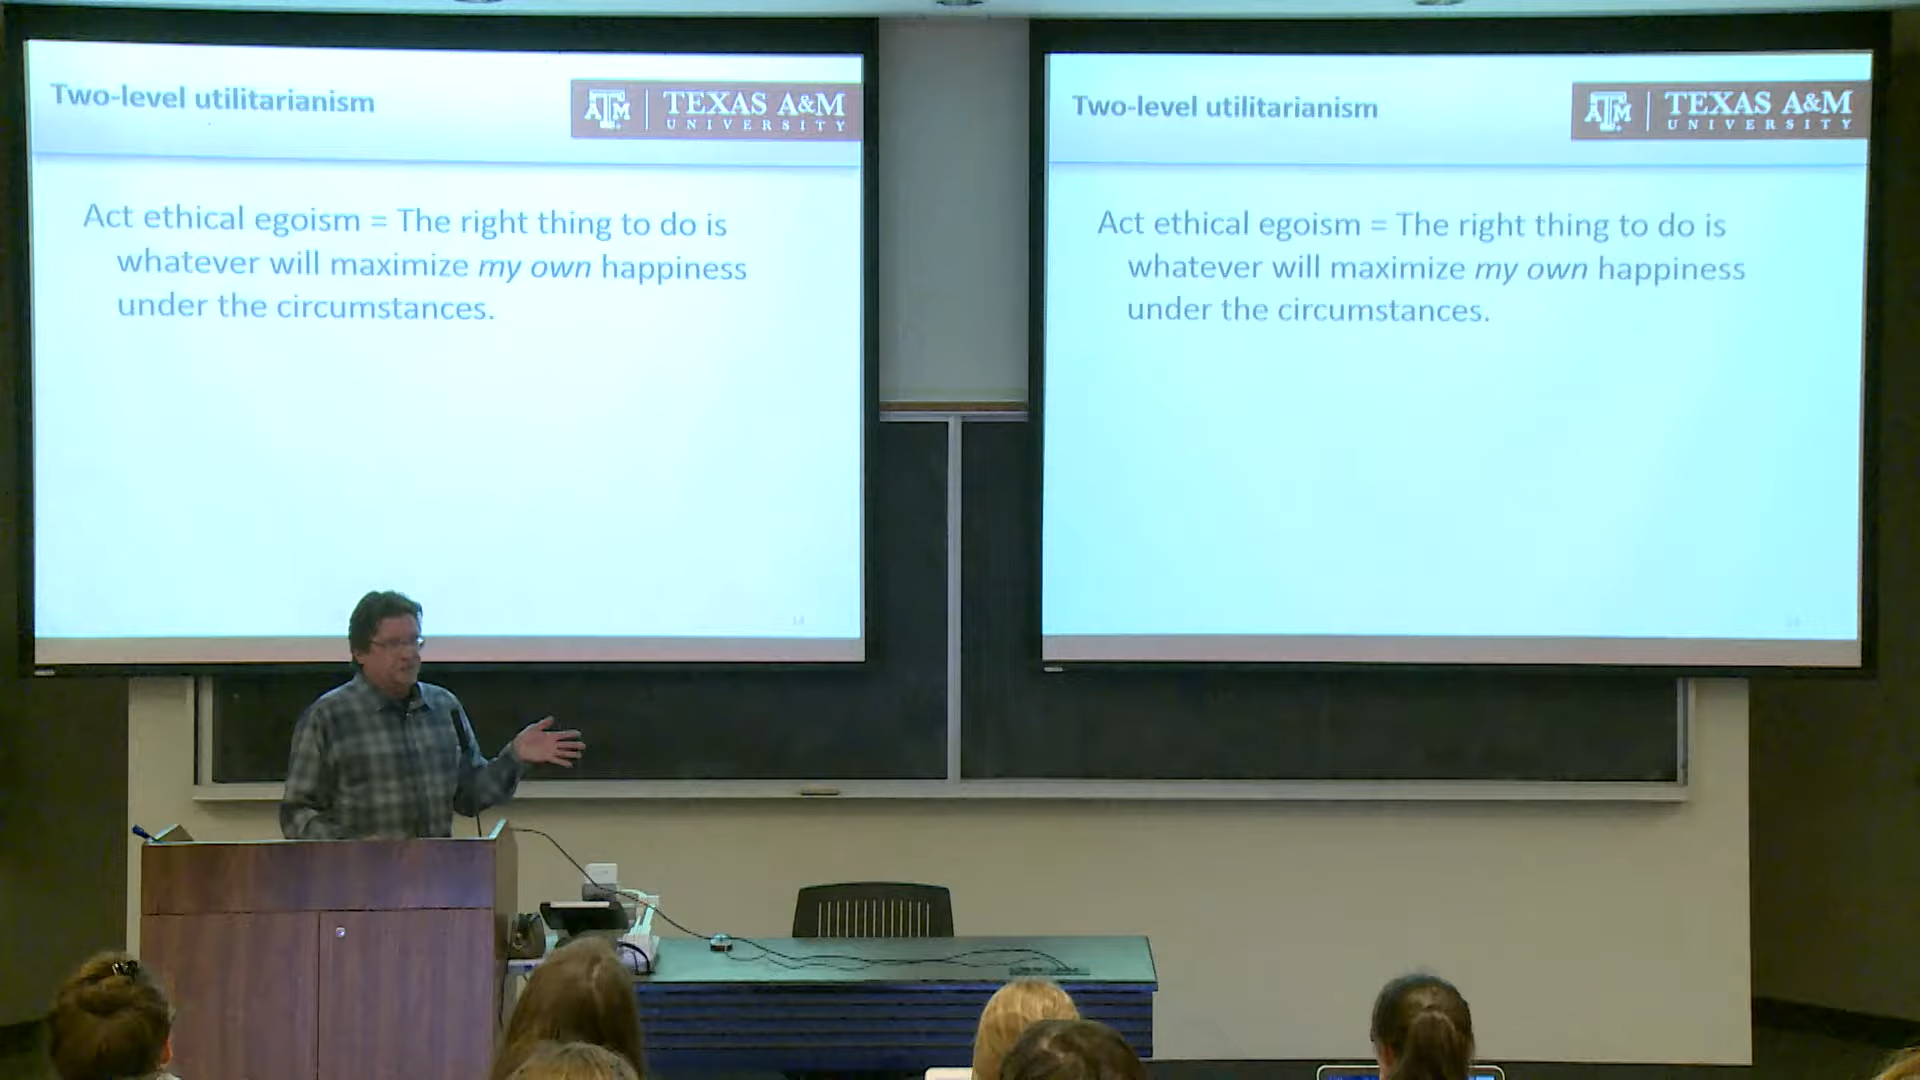 Two-level utilitarianism
TEXAS A&M
UNIVERSITY
Act ethical egoism = The right thing to do is
whatever will maximize my own happiness
under the circumstances.
Two-level utilitarianism
TEXAS A&M
UNIVERSITY
Act ethical egoism = The right thing to do is
whatever will maximize my own happiness
under the circumstances.